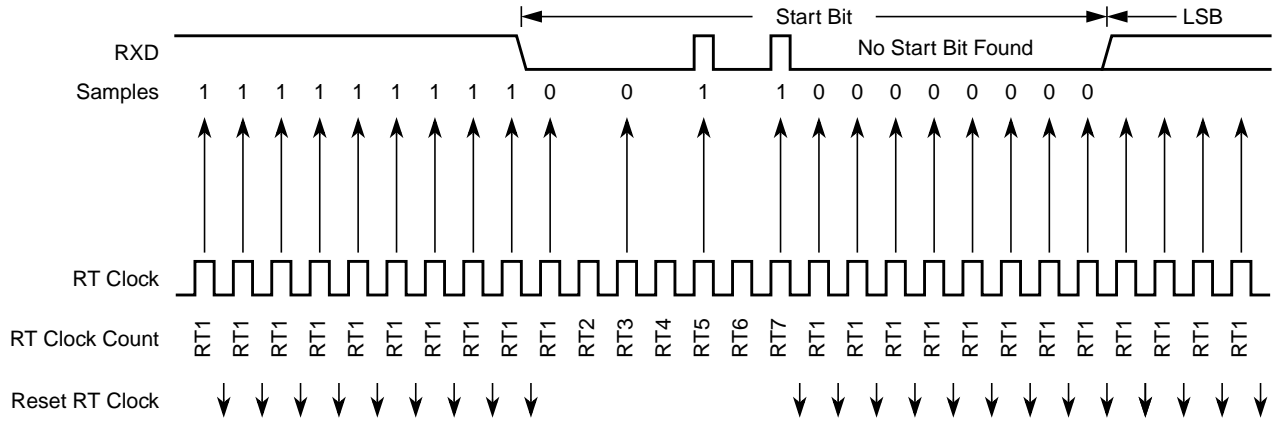 Start Bit LSB
RXD No Start Bit Found
Samples 1 1 1 1 1 1 1 1 1 0 0 1 1 0 0 0 0 0 0 0 0
RT Clock
RT Clock Count RT1 RT1 RT1 RT1 RT1 RT1 RT1 RT1 RT1 RT1 RT2 RT3 RT4 RT5 RT6 RT7 RT1 RT1 RT1 RT1 RT1 RT1 RT1 RT1 RT1 RT1 RT1 RT1
Reset RT Clock